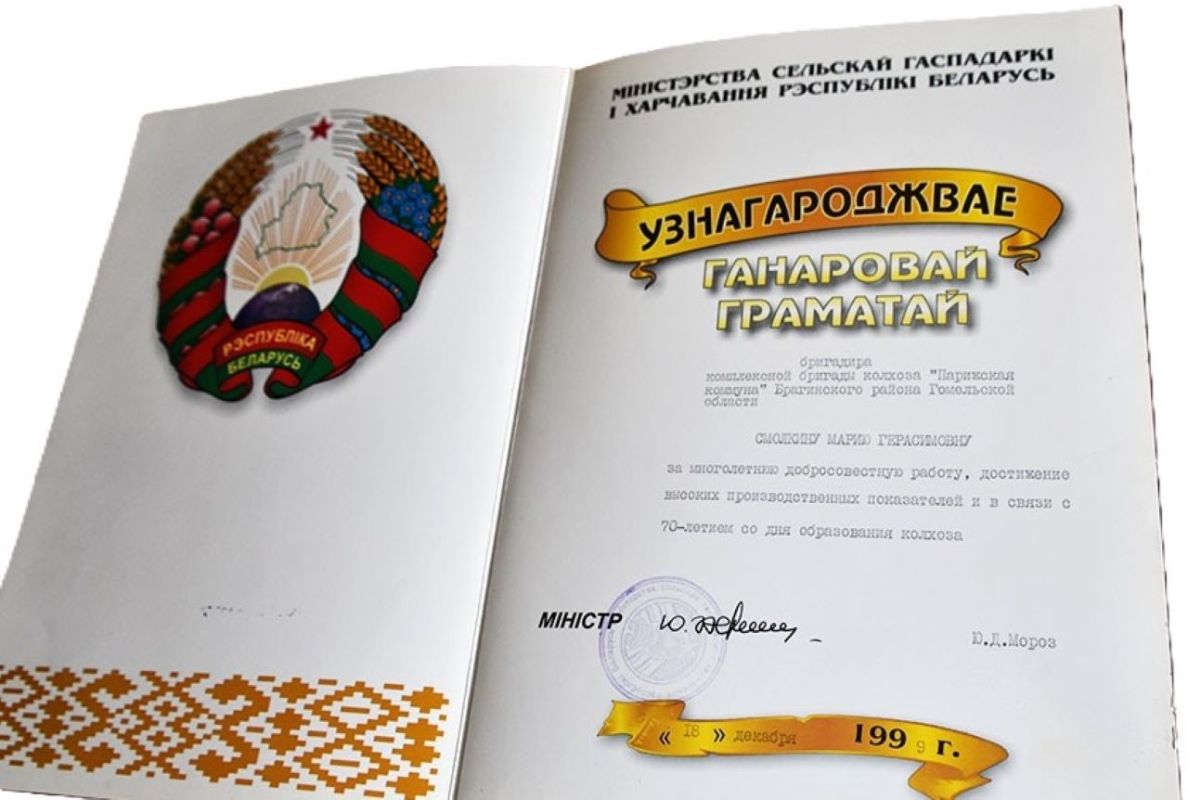 РЭСПУБЛІКА
БЕЛАРУСЬ
МІНІСТЭРСТВА СЕЛЬСКАЙ ГАСПАДАРКІ
І ХАРЧАВАННЯ РЭСПУБЛІКІ БЕЛАРУСЬ
УЗНАГАРОДЖВАЕ
ГАНАРОВАЙ
ГРАМАТАЙ
бригадира
комплексной бригады колхоза "Парижская
коммуна" Брагинского района Гомельской
области
СМОЛКИНУ МАРИЮ ГЕРАСИМОВНУ
за многолетнюю добросовестную работу, достижение
высоких производственных показателей и в связи с
70-летием со дня образования колхоза
МІНІСТР
Ю.Д.Мороз
« 18 » декабря 1999 г.